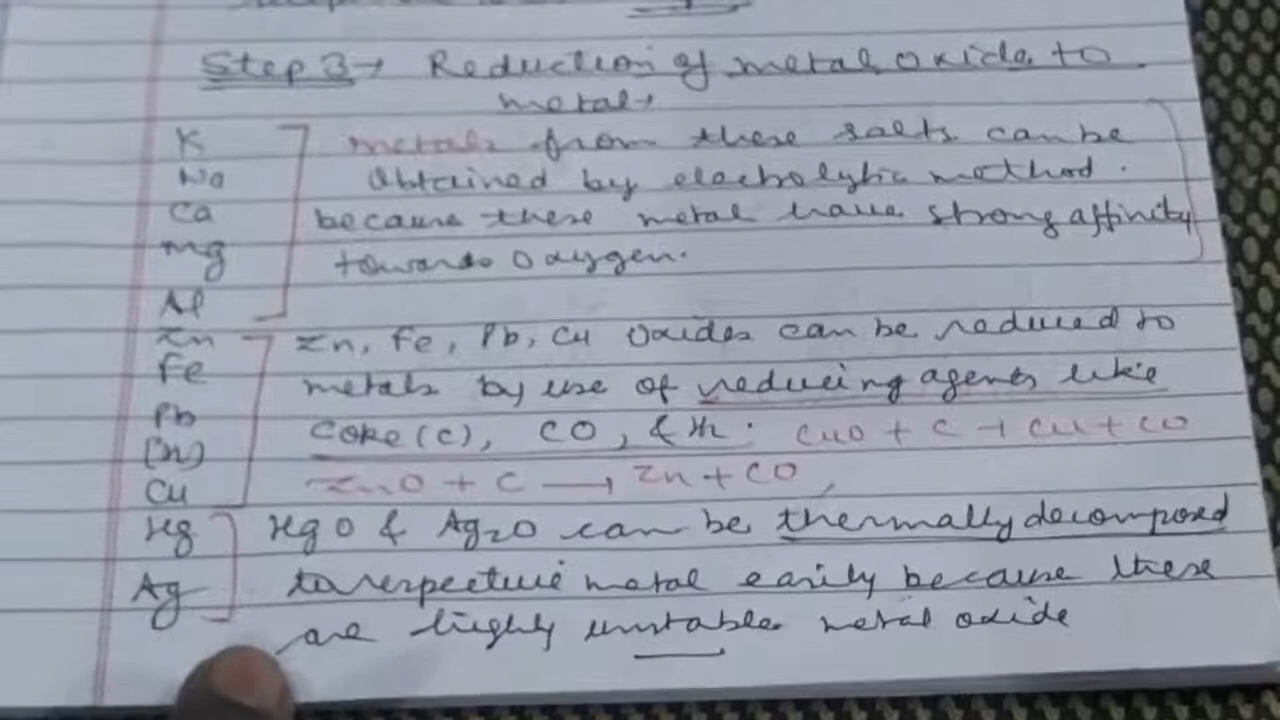 Step 3→ Reduction of metal oxide to
metal→
K
Na
Ca
Mg
Al
metals from these salts can be
obtained by electrolytic method.
because these metal have strong affinity
towards oxygen.
Zn
Fe
Pb
(H)
Cu
Zn, Fe, Pb, Cu Oxides can be reduced to
metals by use of reducing agents like
Coke (C), CO, & H2. CuO + C → Cu + CO
ZnO + C → Zn + CO,
Hg
Ag
HgO & Ag2O can be thermally decomposed
to respective metal easily because these
are highly unstable metal oxide